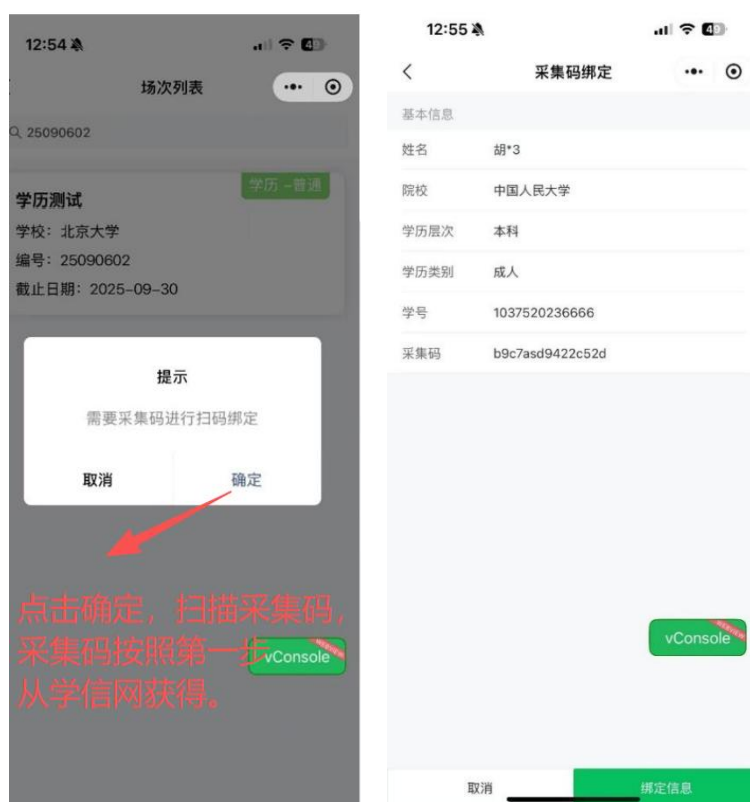 12:54
49
场次列表
25090602
学历 -普通
学历测试
学校：北京大学
编号：25090602
截止日期：2025-09-30
提示
需要采集码进行扫码绑定
取消
确定
点击确定，扫描采集码，
采集码按照第一步
从学信网获得。
vConsole
12:55
49
采集码绑定
基本信息
姓名 胡*3
院校 中国人民大学
学历层次 本科
学历类别 成人
学号 1037520236666
采集码 b9c7asd9422c52d
vConsole
取消
绑定信息